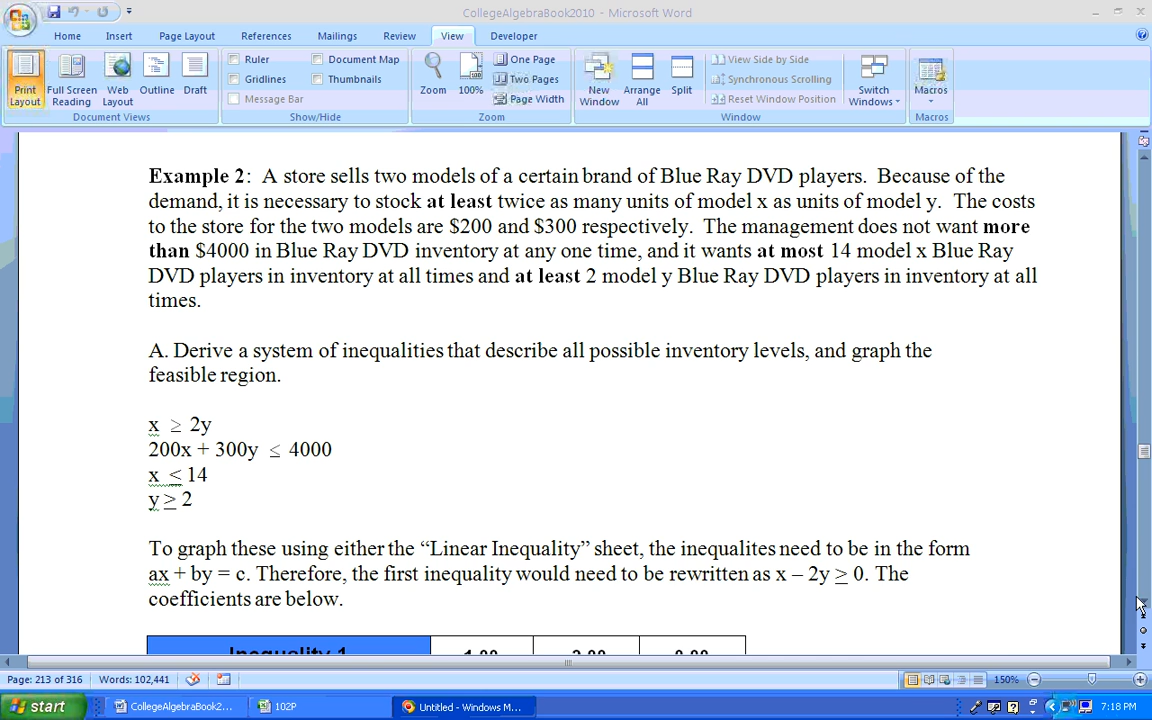 CollegeAlgebraBook2010 - Microsoft Word
Home Insert Page Layout References Mailings Review View Developer
Print Layout
Full Screen Reading
Web Layout
Outline
Draft
Document Views
Ruler
Gridlines
Message Bar
Document Map
Thumbnails
Show/Hide
Zoom
100%
One Page
Two Pages
Page Width
Zoom
New Window
Arrange All
Split
View Side by Side
Synchronous Scrolling
Reset Window Position
Switch Windows
Window
Macros
Macros
Example 2: A store sells two models of a certain brand of Blue Ray DVD players. Because of the
demand, it is necessary to stock at least twice as many units of model x as units of model y. The costs
to the store for the two models are $200 and $300 respectively. The management does not want more
than $4000 in Blue Ray DVD inventory at any one time, and it wants at most 14 model x Blue Ray
DVD players in inventory at all times and at least 2 model y Blue Ray DVD players in inventory at all
times.
A. Derive a system of inequalities that describe all possible inventory levels, and graph the
feasible region.
x ≥ 2y
200x + 300y ≤ 4000
x ≤ 14
y ≥ 2
To graph these using either the “Linear Inequality” sheet, the inequalites need to be in the form
ax + by = c. Therefore, the first inequality would need to be rewritten as x – 2y ≥ 0. The
coefficients are below.
Inequality 1
Page: 213 of 316 Words: 102,441 150%
start CollegeAlgebraBook2... 102P Untitled - Windows M... 7:18 PM